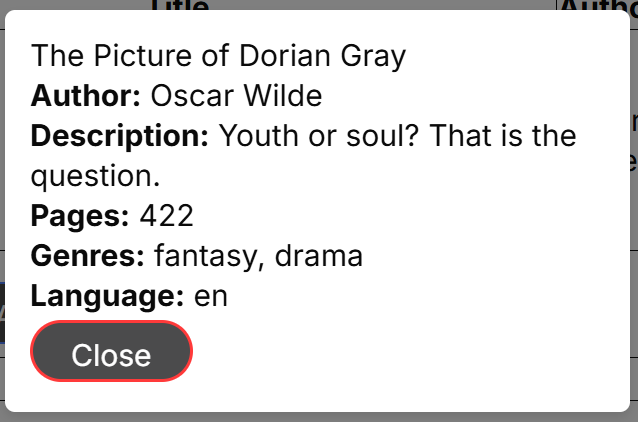 Title
The Picture of Dorian Gray
Author: Oscar Wilde
Description: Youth or soul? That is the
question.
Pages: 422
Genres: fantasy, drama
Language: en
Close